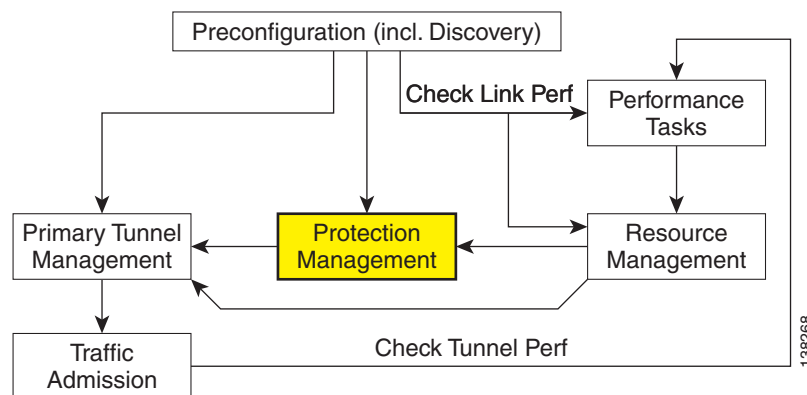 Preconfiguration (incl. Discovery)
Check Link Perf
Performance
Tasks
Primary Tunnel
Management
Protection
Management
Resource
Management
Traffic
Admission
Check Tunnel Perf
138268